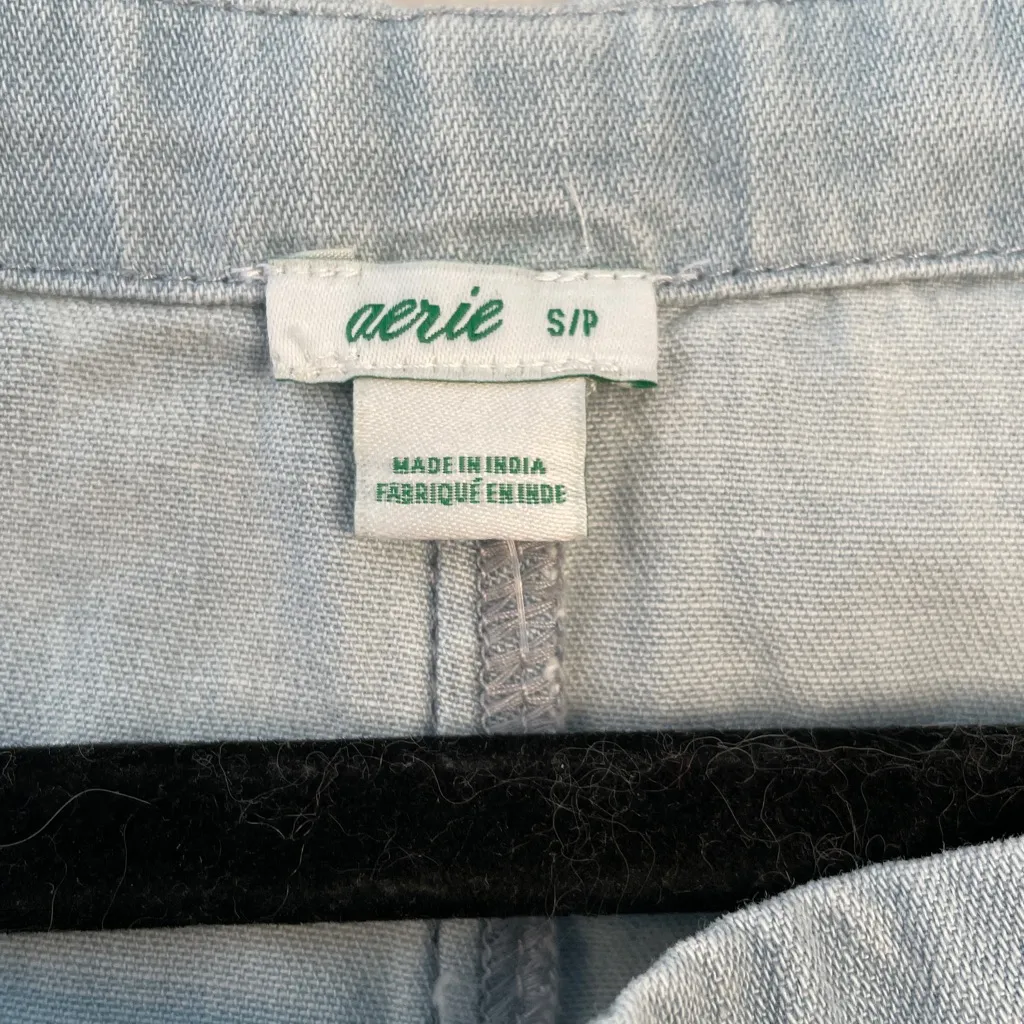 aerie S/P
MADE IN INDIA
FABRIQUÉ EN INDE